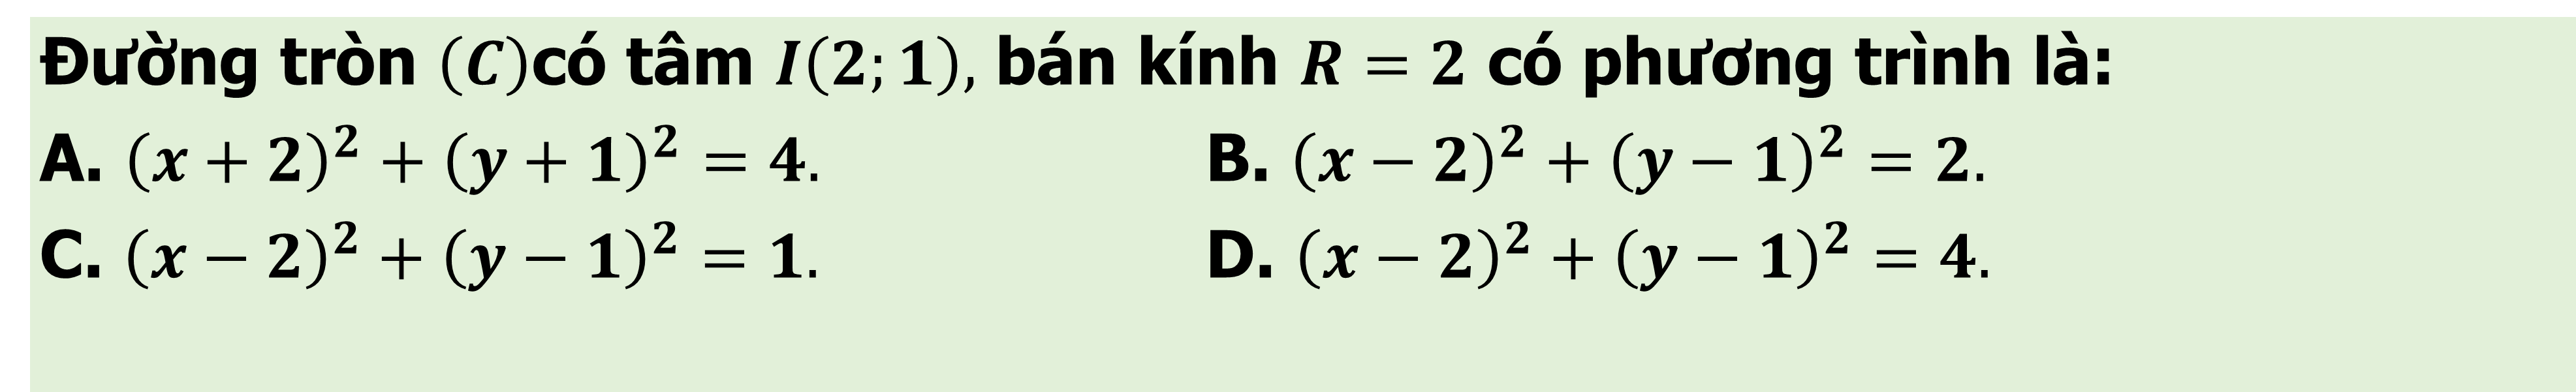 Đường tròn (C)có tâm I(2; 1), bán kính R = 2 có phương trình là:
A. (x + 2)² + (y + 1)² = 4. B. (x − 2)² + (y − 1)² = 2.
C. (x − 2)² + (y − 1)² = 1. D. (x − 2)² + (y − 1)² = 4.